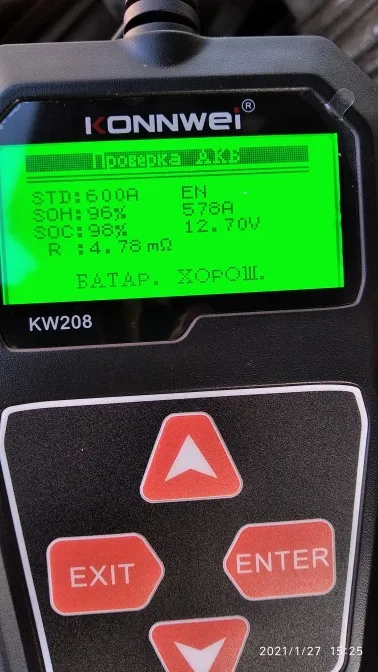 KONNWEI®
Проверка АКБ
STD:600A EN
SOH:96% 578A
SOC:98% 12.70V
R :4.78mΩ
БАТАР. ХОРОШ.
KW208
EXIT
ENTER
2021/1/27 15:25